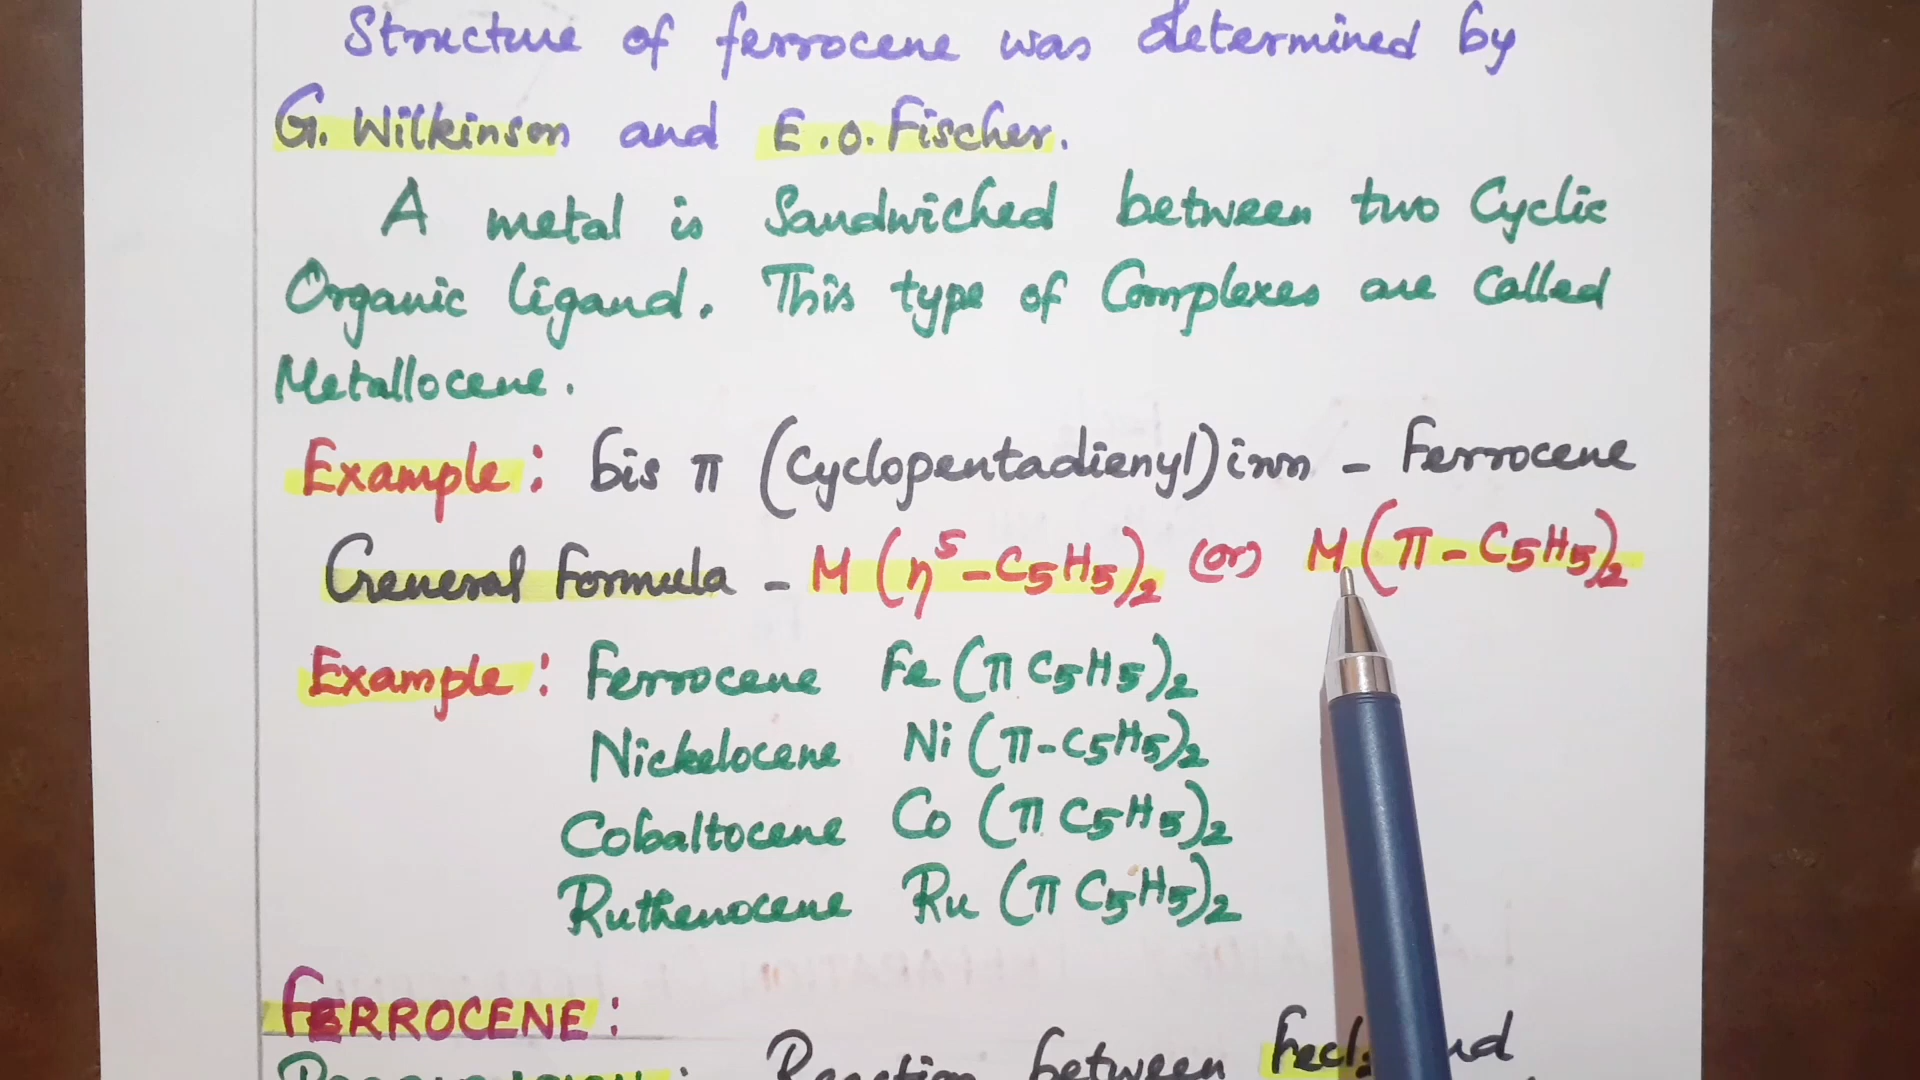 Structure of ferrocene was determined by
G. Wilkinson and E.O. Fischer.
A metal is Sandwiched between two Cyclic
Organic ligand. This type of Complexes are called
Metallocene.
Example: bis π (Cyclopentadienyl) iron - Ferrocene
General Formula - M(η⁵-C₅H₅)₂ (or) M(π-C₅H₅)₂
Example: Ferrocene Fe(π C₅H₅)₂
Nickelocene Ni(π-C₅H₅)₂
Cobaltocene Co(π C₅H₅)₂
Ruthenocene Ru(π C₅H₅)₂
FERROCENE:
Reaction between